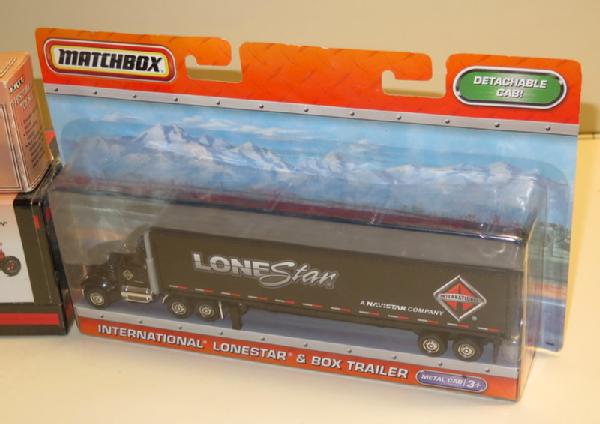 MATCHBOX
DETACHABLE
CAB!
LONESTAR
A NAVISTAR COMPANY
INTERNATIONAL
INTERNATIONAL® LONESTAR® & BOX TRAILER
METAL CAB 3+